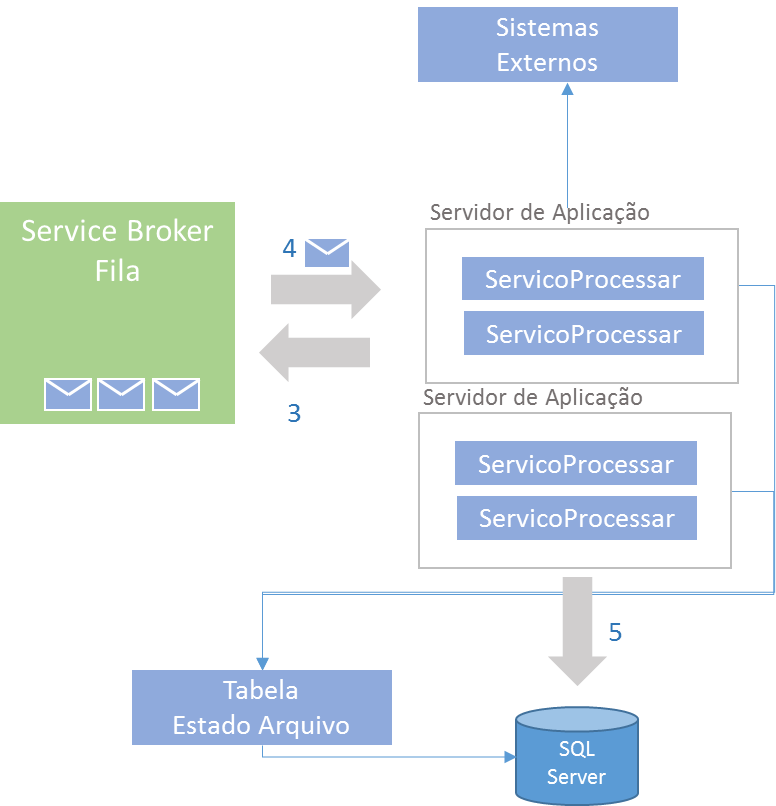 Sistemas
Externos
Servidor de Aplicação
Service Broker
Fila
4
ServicoProcessar
ServicoProcessar
3
Servidor de Aplicação
ServicoProcessar
ServicoProcessar
5
Tabela
Estado Arquivo
SQL
Server